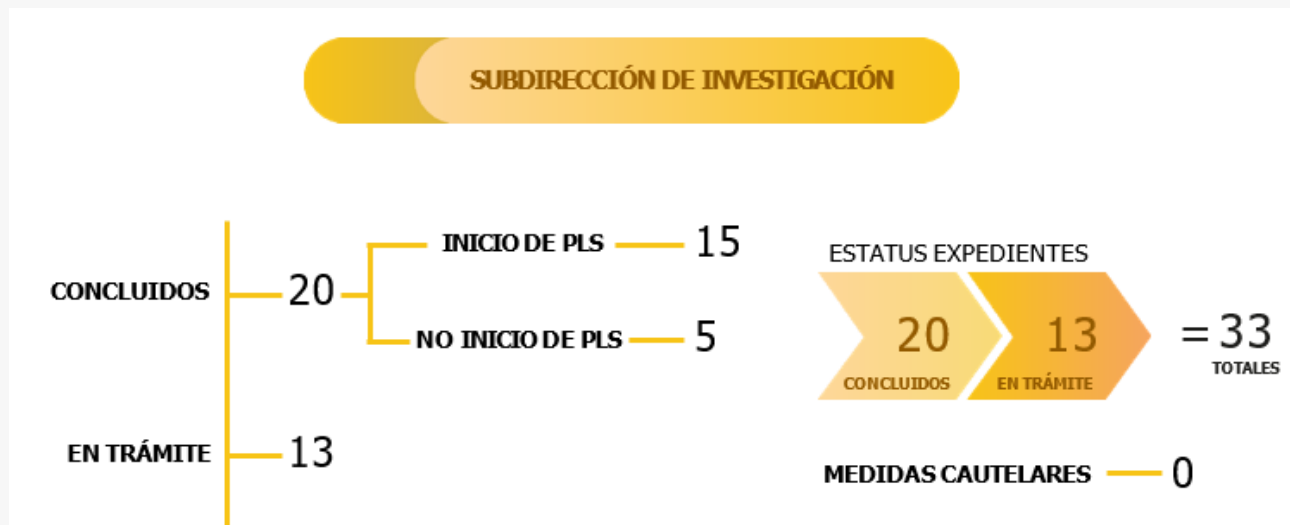 SUBDIRECCIÓN DE INVESTIGACIÓN
CONCLUIDOS 20
INICIO DE PLS 15
NO INICIO DE PLS 5
EN TRÁMITE 13
ESTATUS EXPEDIENTES
20 13 = 33
CONCLUIDOS EN TRÁMITE TOTALES
MEDIDAS CAUTELARES 0